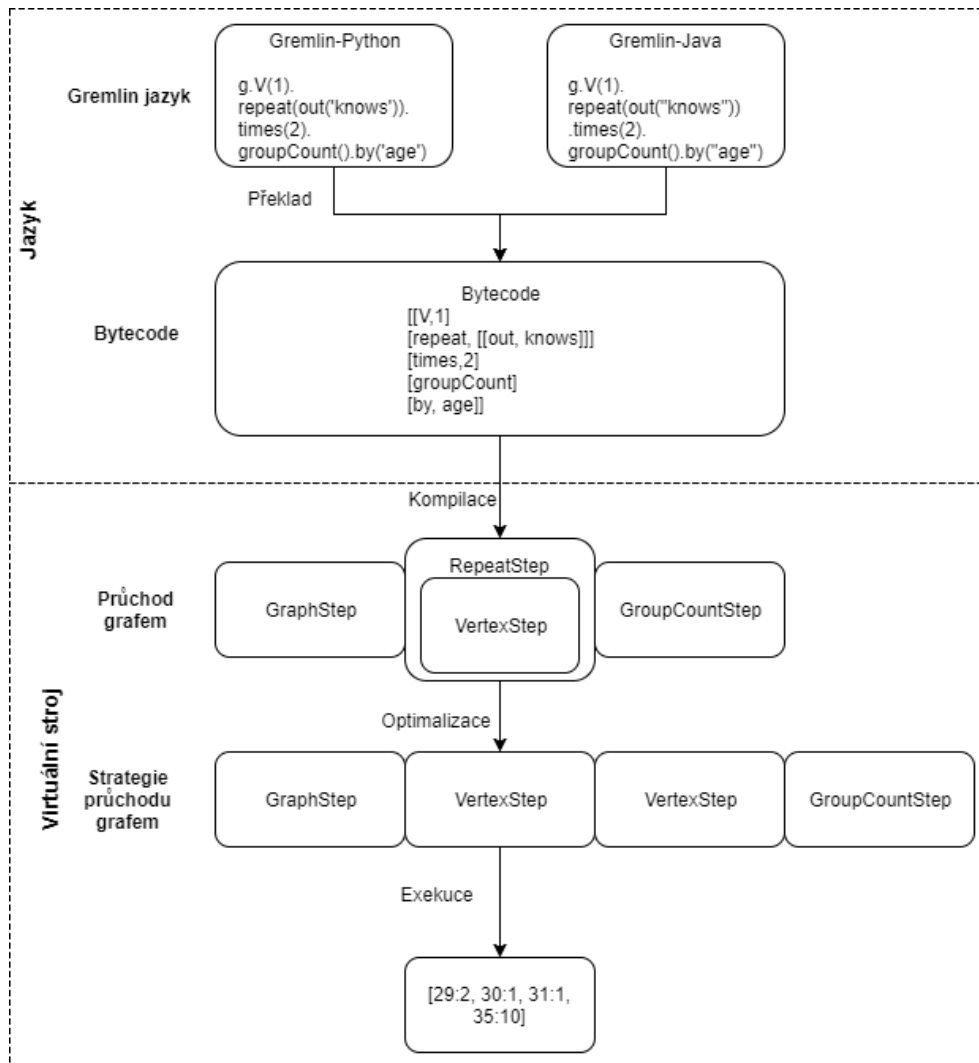 Gremlin-Python
g.V(1).
repeat(out('knows')).
times(2).
groupCount().by('age')
Gremlin-Java
g.V(1).
repeat(out("knows"))
.times(2).
groupCount().by("age")
Gremlin jazyk
Překlad
Jazyk
Bytecode
Bytecode
[[V,1]
[repeat, [[out, knows]]]
[times,2]
[groupCount]
[by, age]]
Kompilace
Průchod
grafem
GraphStep
RepeatStep
VertexStep
GroupCountStep
Virtuální stroj
Optimalizace
Strategie
průchodu
grafem
GraphStep
VertexStep
VertexStep
GroupCountStep
Exekuce
[29:2, 30:1, 31:1,
35:10]